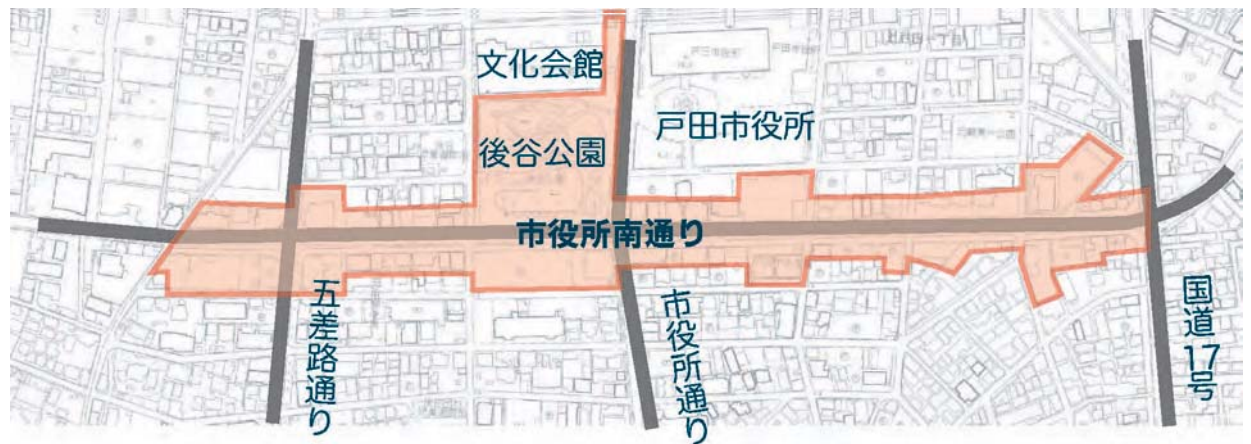 文化会館
戸田市役所
後谷公園
市役所南通り
五差路通り
市役所通り
国道17号